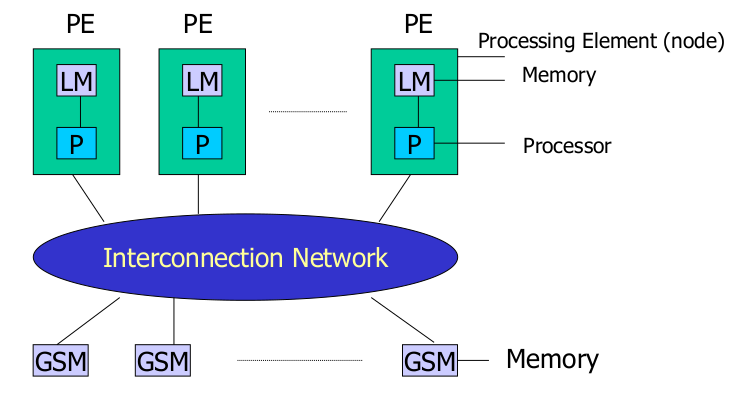 PE
PE
PE
Processing Element (node)
LM
LM
LM
Memory
P
P
P
Processor
Interconnection Network
GSM
GSM
GSM
Memory